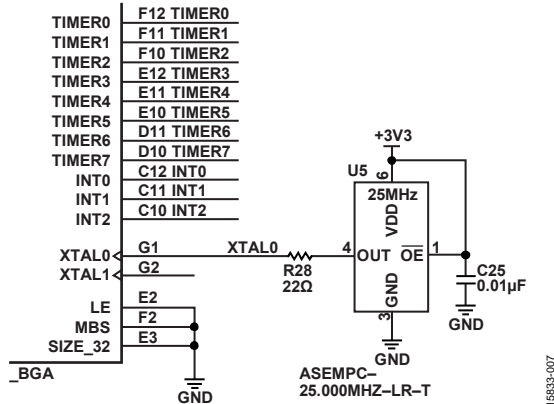 TIMER0 F12 TIMER0
TIMER1 F11 TIMER1
TIMER2 F10 TIMER2
TIMER3 E12 TIMER3
TIMER4 E11 TIMER4
TIMER5 E10 TIMER5
TIMER6 D11 TIMER6
TIMER7 D10 TIMER7
INT0 C12 INT0
INT1 C11 INT1
INT2 C10 INT2
XTAL0 G1 XTAL0
XTAL1 G2
LE E2
MBS F2
SIZE_32 E3
_BGA
GND
R28
22Ω
+3V3
U5
6
25MHz
VDD
4 OUT OE 1
GND
3
GND
C25
0.01µF
GND
ASEMPC–
25.000MHZ–LR–T
15833-007